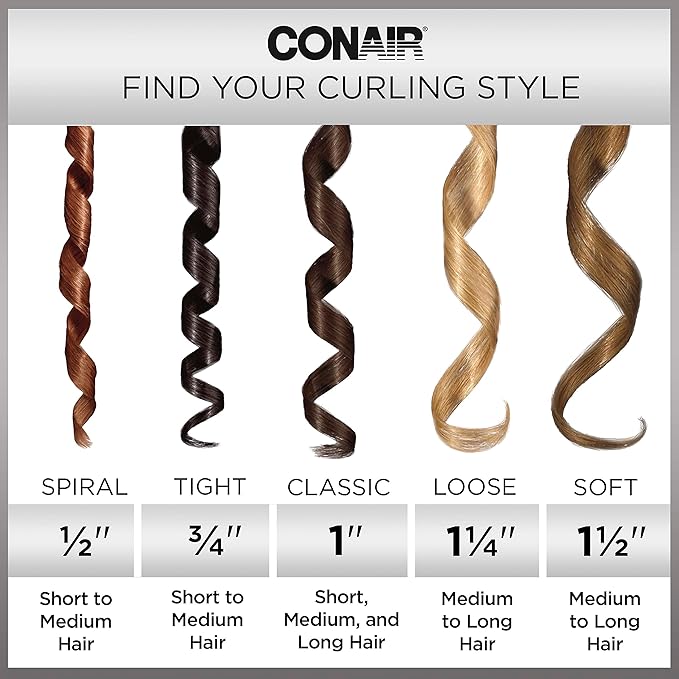 CONAIR®
FIND YOUR CURLING STYLE
SPIRAL
½"
Short to
Medium
Hair
TIGHT
¾"
Short to
Medium
Hair
CLASSIC
1"
Short,
Medium, and
Long Hair
LOOSE
1¼"
Medium
to Long
Hair
SOFT
1½"
Medium
to Long
Hair